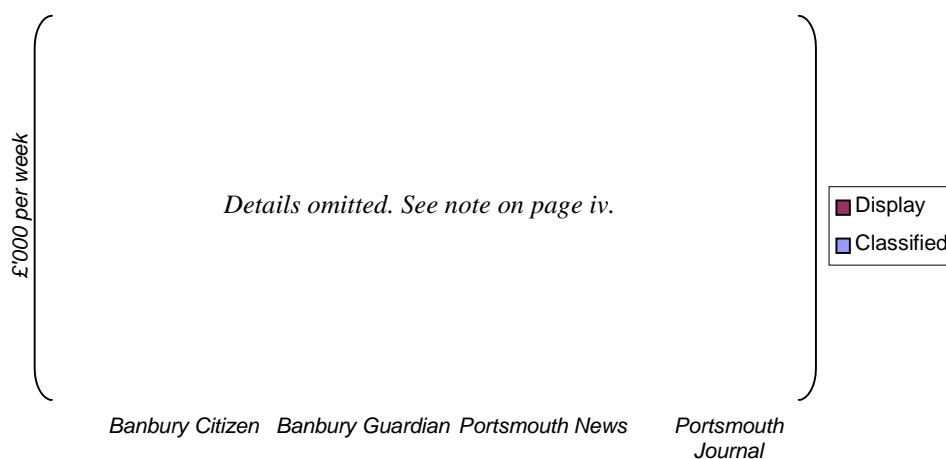 £'000 per week
Details omitted. See note on page iv.
Display
Classified
Banbury Citizen Banbury Guardian Portsmouth News Portsmouth
Journal